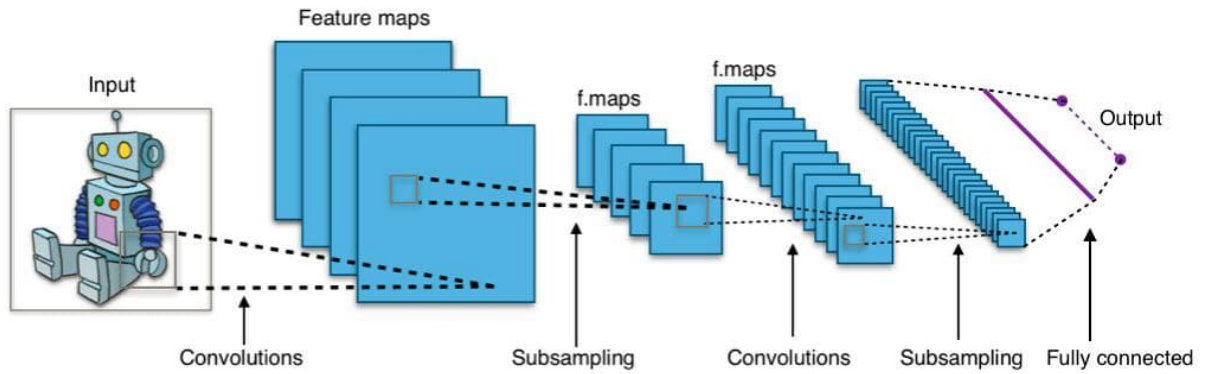 Feature maps
f.maps
Input
f.maps
Output
Convolutions
Subsampling
Convolutions
Subsampling
Fully connected